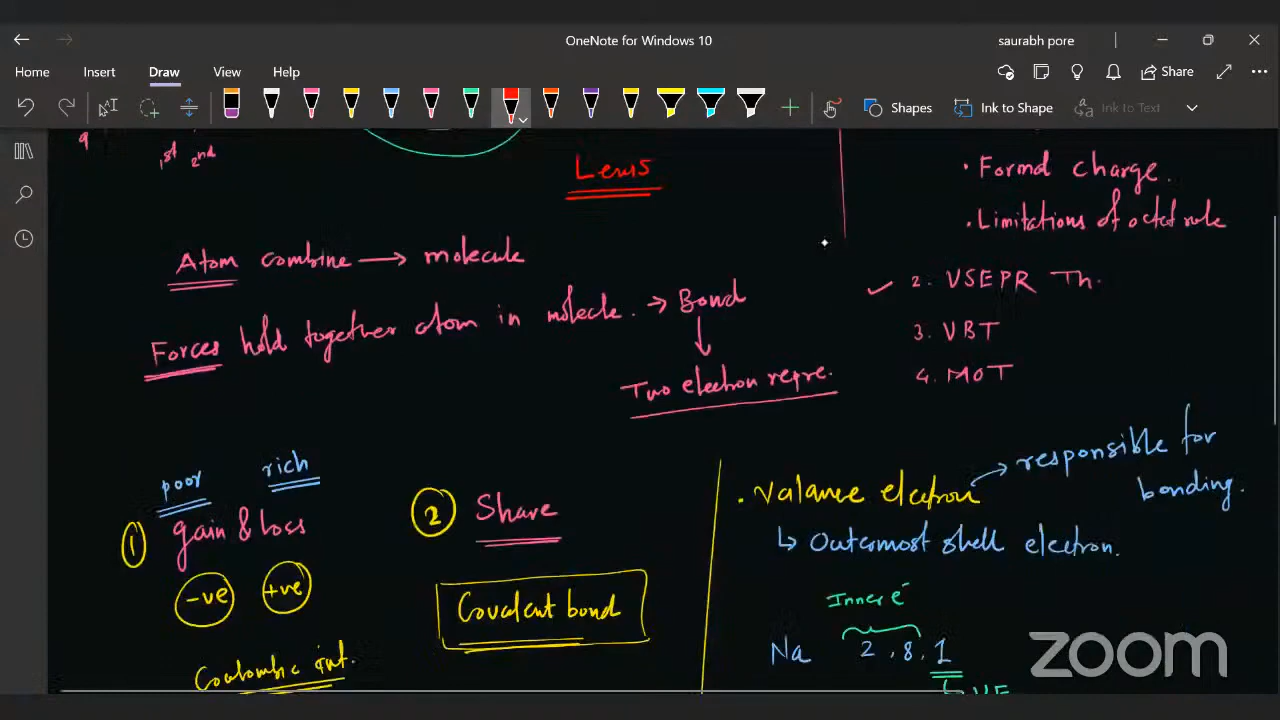 OneNote for Windows 10
saurabh pore
Home Insert Draw View Help
Share
Shapes
Ink to Shape
Ink to Text
9
1st 2nd
Lewis
Atom combine → molecule
Forces hold together atom in molecule. → Bond
↓
Two electron repre.
• Formal charge.
• Limitations of octet rule
✓ 2. VSEPR Th.
3. VBT
4. MOT
poor rich
① gain & loss
-ve +ve
Coulombic int.
② Share
Covalent bond
• Valance electron → responsible for
bonding.
↳ Outermost shell electron.
Inner e
Na 2, 8, 1
↳ VE
zoom